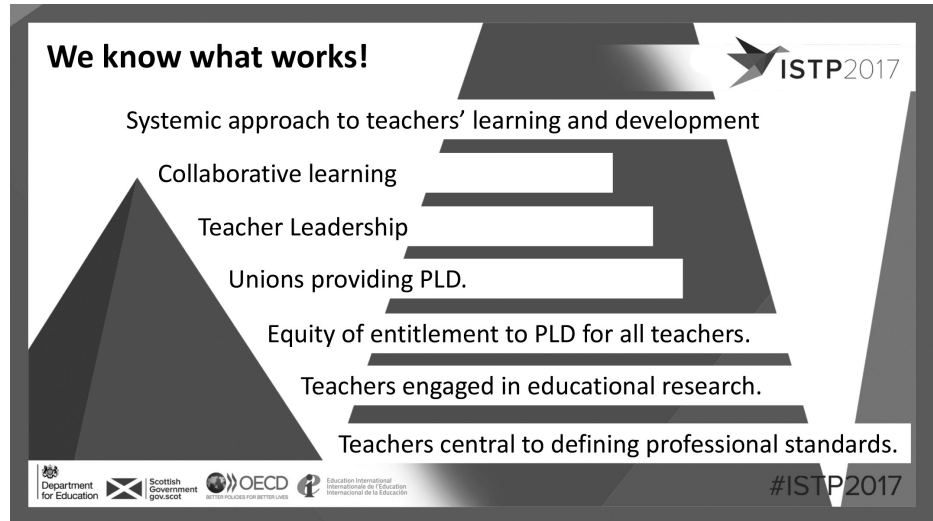 We know what works!
ISTP2017
Systemic approach to teachers’ learning and development
Collaborative learning
Teacher Leadership
Unions providing PLD.
Equity of entitlement to PLD for all teachers.
Teachers engaged in educational research.
Teachers central to defining professional standards.
Department
for Education
Scottish
Government
gov.scot
OECD
BETTER POLICIES FOR BETTER LIVES
Education International
Internationale de l'Education
Internacional de la Educación
#ISTP2017